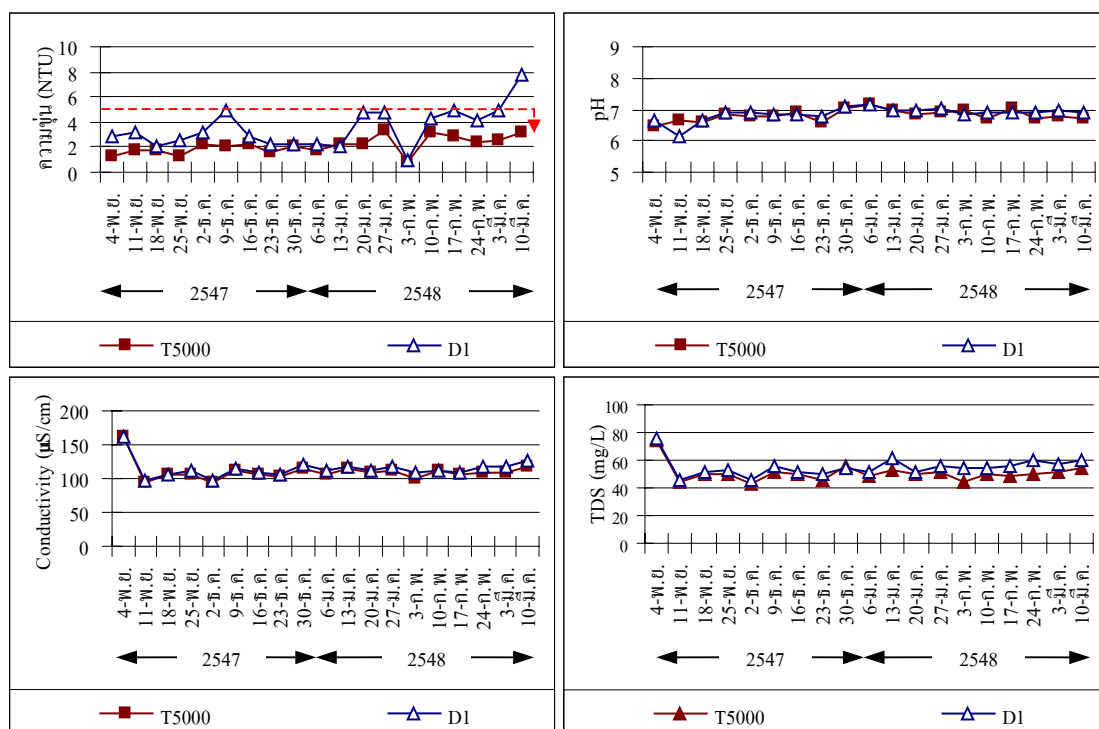 ความขุ่น (NTU)
10
8
6
4
2
0
4-พ.ย.
11-พ.ย.
18-พ.ย.
25-พ.ย.
2-ธ.ค.
9-ธ.ค.
16-ธ.ค.
23-ธ.ค.
30-ธ.ค.
6-ม.ค.
13-ม.ค.
20-ม.ค.
27-ม.ค.
3-ก.พ.
10-ก.พ.
17-ก.พ.
24-ก.พ.
3-มี.ค.
10-มี.ค.
2547 2548
T5000 D1
pH
9
8
7
6
5
4-พ.ย.
11-พ.ย.
18-พ.ย.
25-พ.ย.
2-ธ.ค.
9-ธ.ค.
16-ธ.ค.
23-ธ.ค.
30-ธ.ค.
6-ม.ค.
13-ม.ค.
20-ม.ค.
27-ม.ค.
3-ก.พ.
10-ก.พ.
17-ก.พ.
24-ก.พ.
3-มี.ค.
10-มี.ค.
2547 2548
T5000 D1
Conductivity (µS/cm)
200
150
100
50
0
4-พ.ย.
11-พ.ย.
18-พ.ย.
25-พ.ย.
2-ธ.ค.
9-ธ.ค.
16-ธ.ค.
23-ธ.ค.
30-ธ.ค.
6-ม.ค.
13-ม.ค.
20-ม.ค.
27-ม.ค.
3-ก.พ.
10-ก.พ.
17-ก.พ.
24-ก.พ.
3-มี.ค.
10-มี.ค.
2547 2548
T5000 D1
TDS (mg/L)
100
80
60
40
20
0
4-พ.ย.
11-พ.ย.
18-พ.ย.
25-พ.ย.
2-ธ.ค.
9-ธ.ค.
16-ธ.ค.
23-ธ.ค.
30-ธ.ค.
6-ม.ค.
13-ม.ค.
20-ม.ค.
27-ม.ค.
3-ก.พ.
10-ก.พ.
17-ก.พ.
24-ก.พ.
3-มี.ค.
10-มี.ค.
2547 2548
T5000 D1